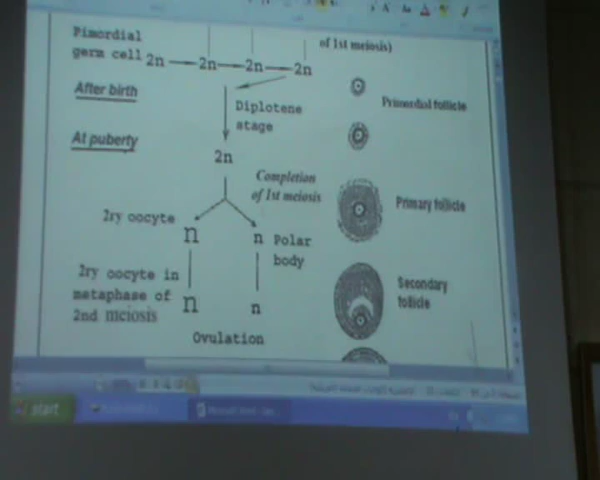 Pimordial
germ cell 2n 2n 2n 2n
of 1st meiosis)
After birth
Diplotene
stage
Primordial follicle
At puberty
2n
Completion
of 1st meiosis
Primary follicle
2ry oocyte n n Polar
body
2ry oocyte in
metaphase of
2nd meiosis n n
Secondary
follicle
Ovulation
start